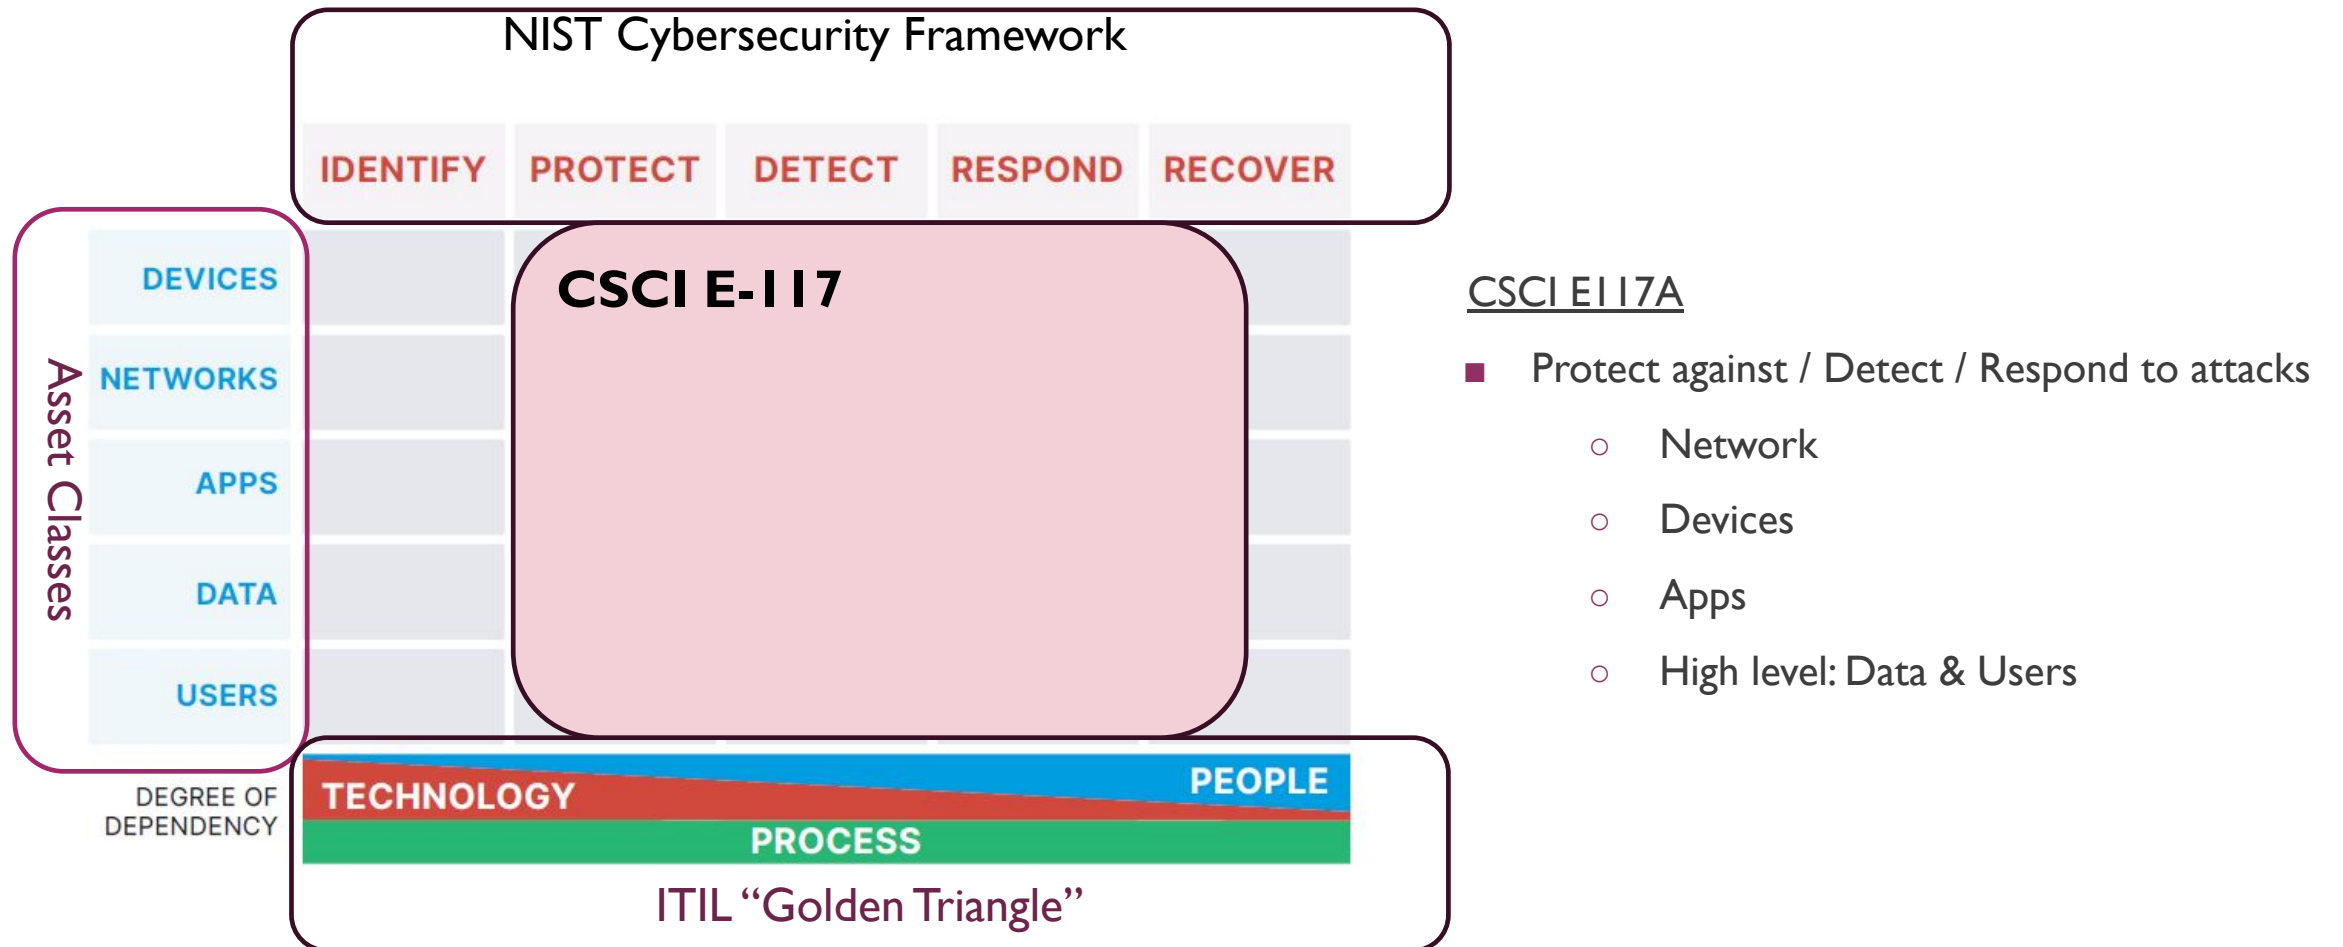 NIST Cybersecurity Framework
IDENTIFY PROTECT DETECT RESPOND RECOVER
Asset Classes
DEVICES
NETWORKS
APPS
DATA
USERS
CSCI E-117
DEGREE OF
DEPENDENCY
TECHNOLOGY
PEOPLE
PROCESS
ITIL “Golden Triangle”
CSCI E117A
■ Protect against / Detect / Respond to attacks
○ Network
○ Devices
○ Apps
○ High level: Data & Users